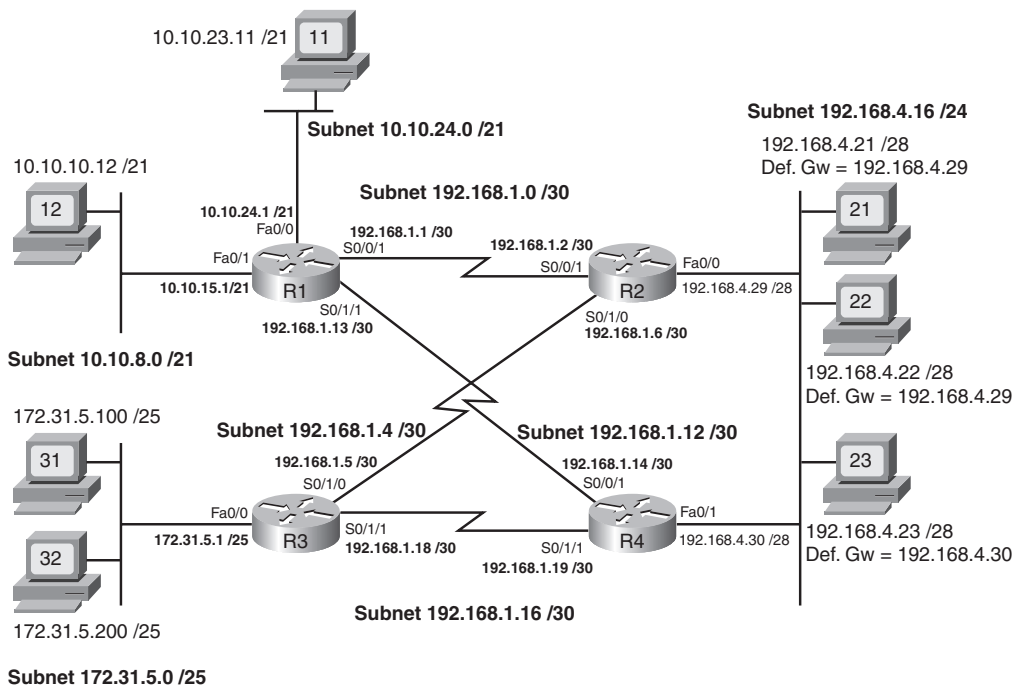 10.10.23.11 /21
11
Subnet 10.10.24.0 /21
Subnet 192.168.4.16 /24
192.168.4.21 /28
Def. Gw = 192.168.4.29
10.10.10.12 /21
12
Subnet 192.168.1.0 /30
21
10.10.24.1 /21
Fa0/0
192.168.1.1 /30
S0/0/1
192.168.1.2 /30
S0/0/1
Fa0/1
R1
R2
Fa0/0
10.10.15.1/21
192.168.4.29 /28
22
S0/1/1
192.168.1.13 /30
S0/1/0
192.168.1.6 /30
Subnet 10.10.8.0 /21
192.168.4.22 /28
Def. Gw = 192.168.4.29
172.31.5.100 /25
31
Subnet 192.168.1.4 /30
Subnet 192.168.1.12 /30
23
192.168.1.5 /30
S0/1/0
192.168.1.14 /30
S0/0/1
Fa0/0
R3
R4
Fa0/1
172.31.5.1 /25
S0/1/1
192.168.1.18 /30
S0/1/1
192.168.1.19 /30
192.168.4.30 /28
192.168.4.23 /28
Def. Gw = 192.168.4.30
32
Subnet 192.168.1.16 /30
172.31.5.200 /25
Subnet 172.31.5.0 /25